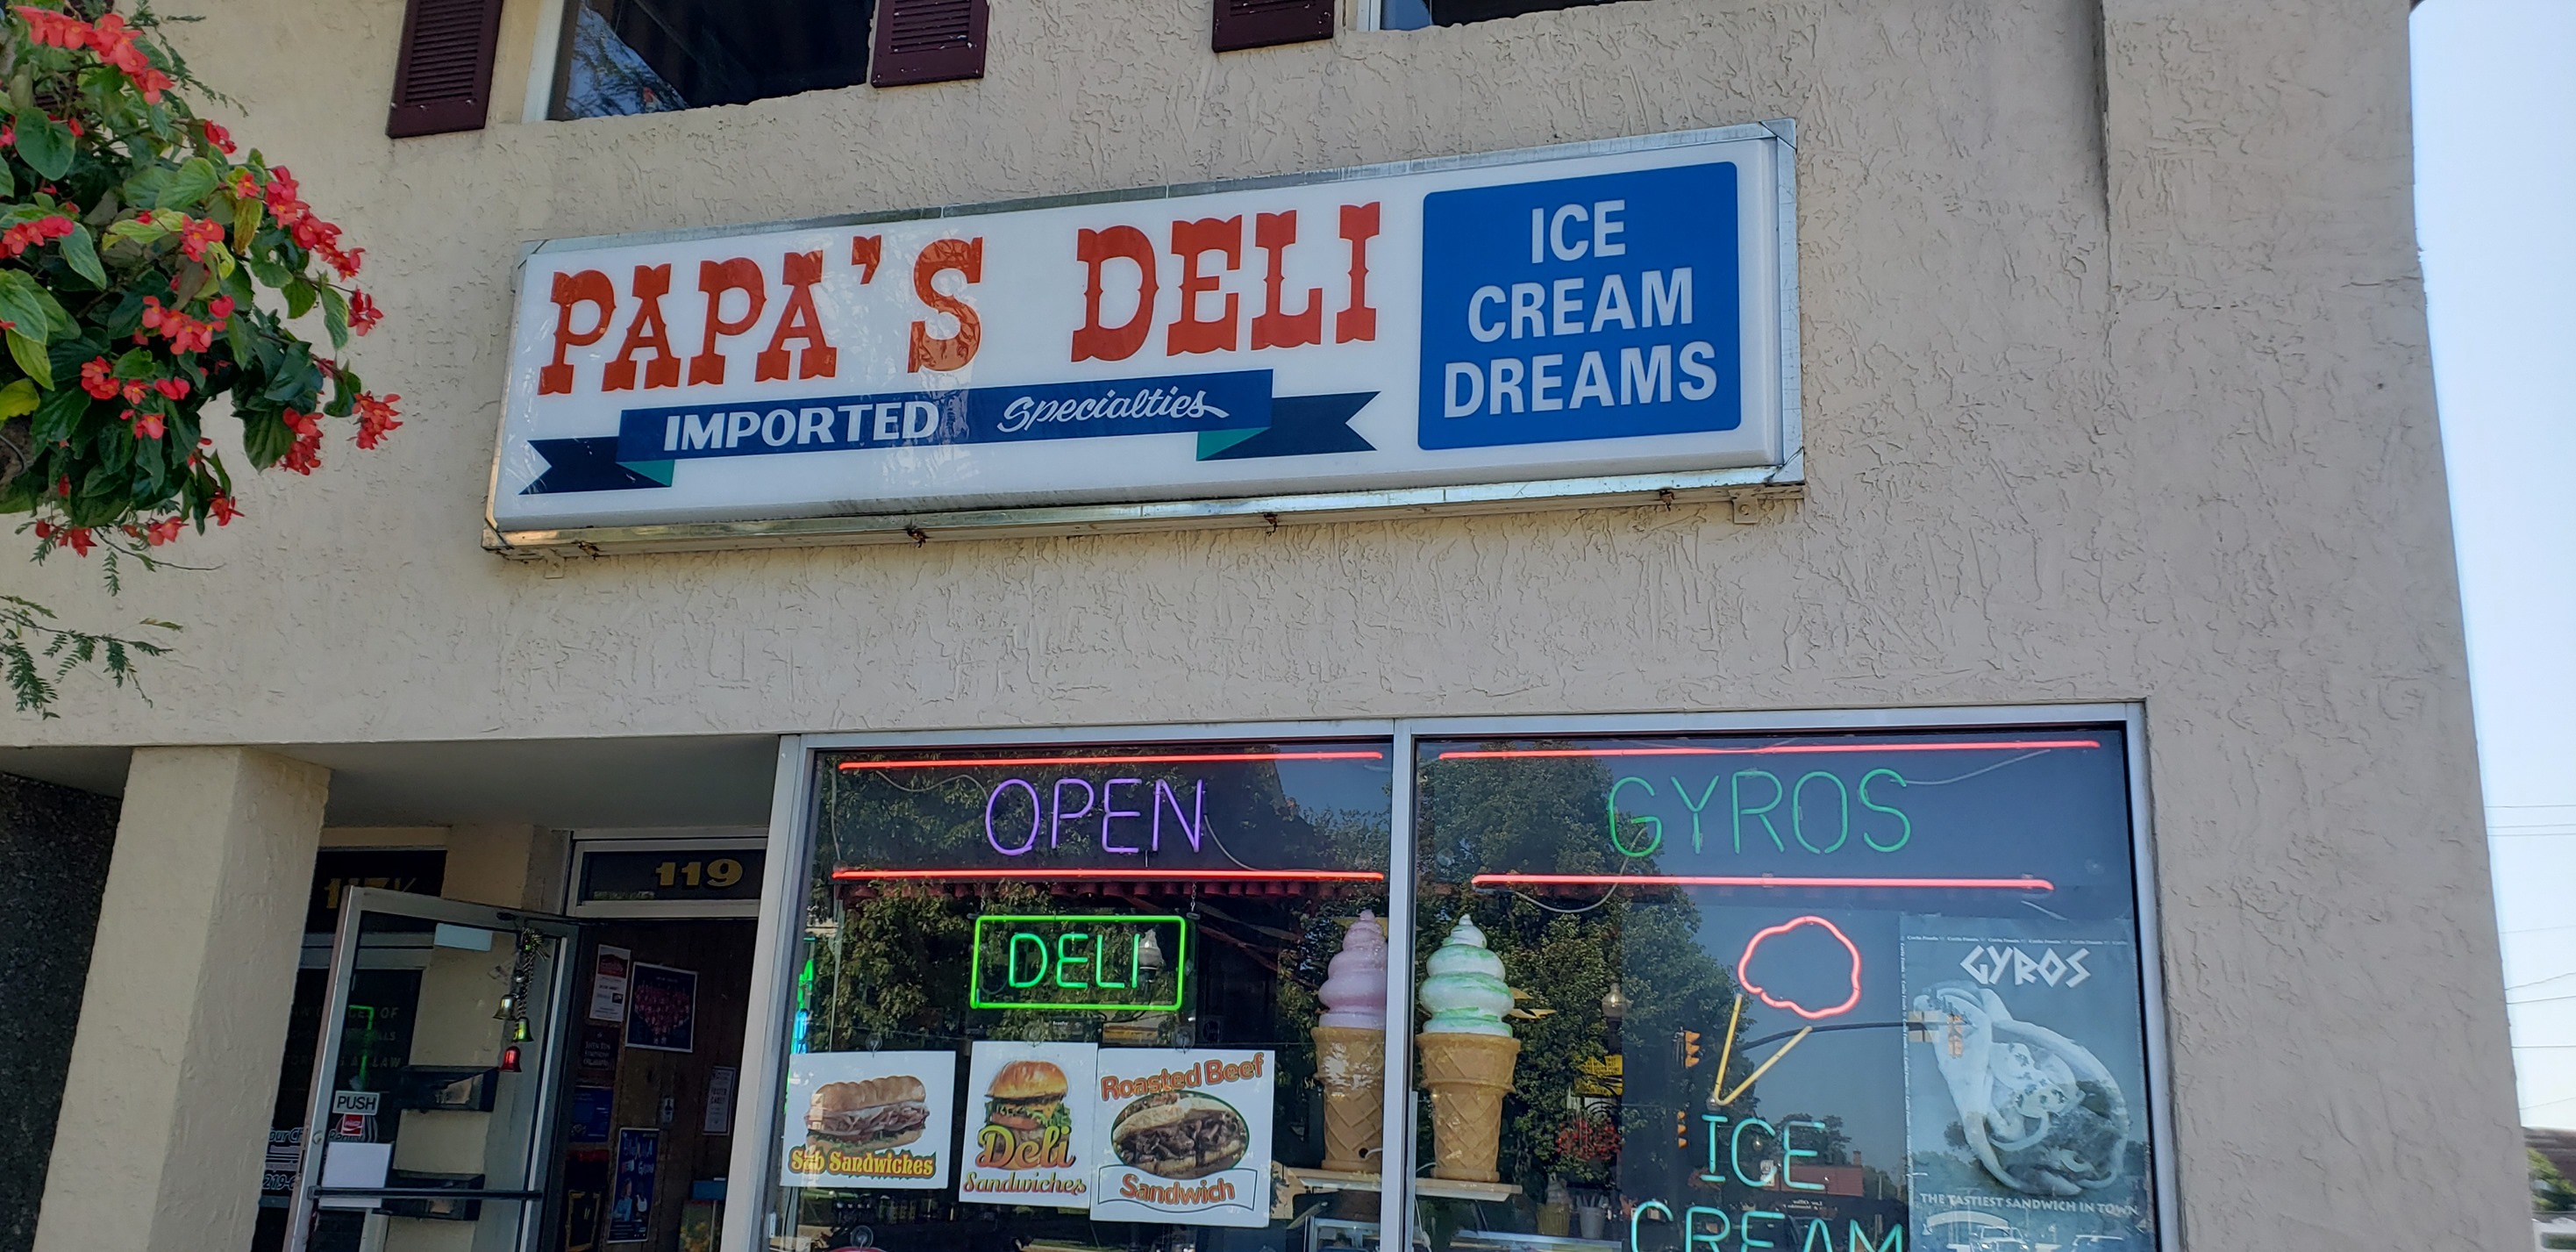 PAPA'S DELI
IMPORTED Specialties
ICE
CREAM
DREAMS
OPEN
GYROS
119
DELI
GYROS
PUSH
Sub Sandwiches
Deli
Sandwiches
Roasted Beef
Sandwich
ICE
CREAM
THE TASTIEST SANDWICH IN TOWN